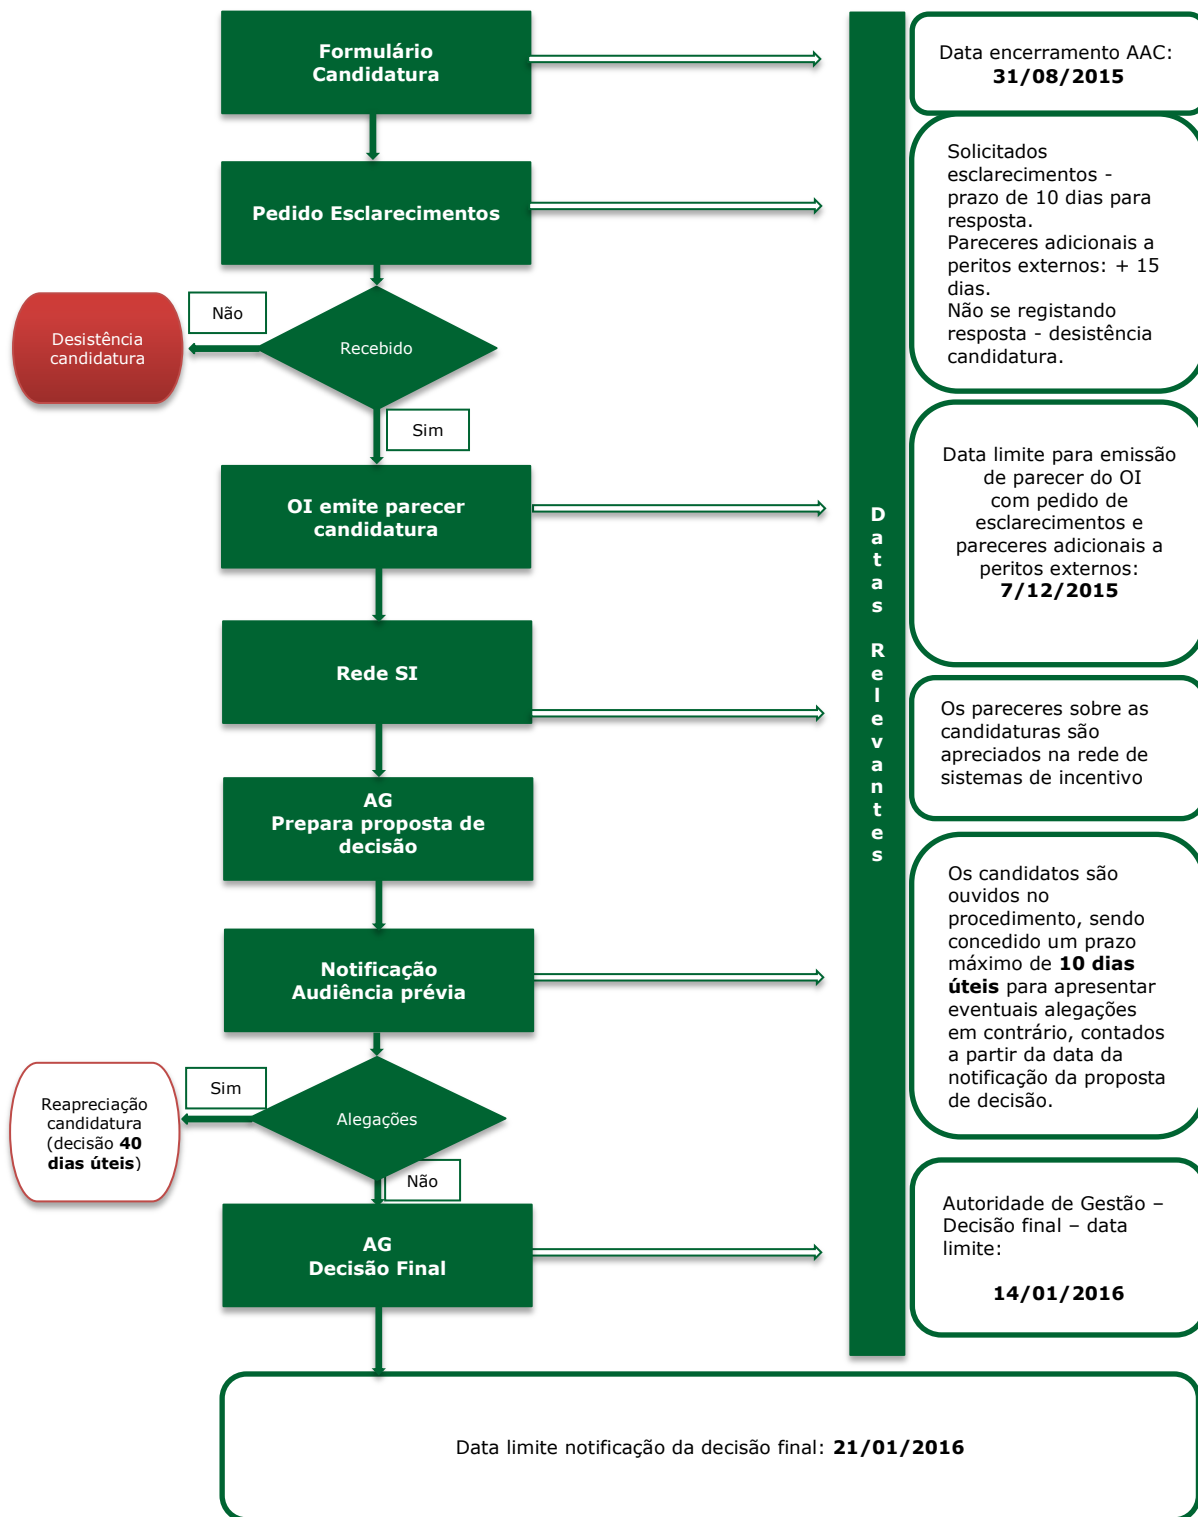 Formulário
Candidatura
Data encerramento AAC:
31/08/2015
Pedido Esclarecimentos
Solicitados
esclarecimentos -
prazo de 10 dias para
resposta.
Pareceres adicionais a
peritos externos: + 15
dias.
Não se registando
resposta - desistência
candidatura.
Não
Desistência
candidatura
Recebido
Sim
OI emite parecer
candidatura
Data limite para emissão
de parecer do OI
com pedido de
esclarecimentos e
pareceres adicionais a
peritos externos:
7/12/2015
Datas Relevantes
Rede SI
Os pareceres sobre as
candidaturas são
apreciados na rede de
sistemas de incentivo
AG
Prepara proposta de
decisão
Notificação
Audiência prévia
Os candidatos são
ouvidos no
procedimento, sendo
concedido um prazo
máximo de 10 dias
úteis para apresentar
eventuais alegações
em contrário, contados
a partir da data da
notificação da proposta
de decisão.
Sim
Reapreciação
candidatura
(decisão 40
dias úteis)
Alegações
Não
AG
Decisão Final
Autoridade de Gestão –
Decisão final – data
limite:
14/01/2016
Data limite notificação da decisão final: 21/01/2016